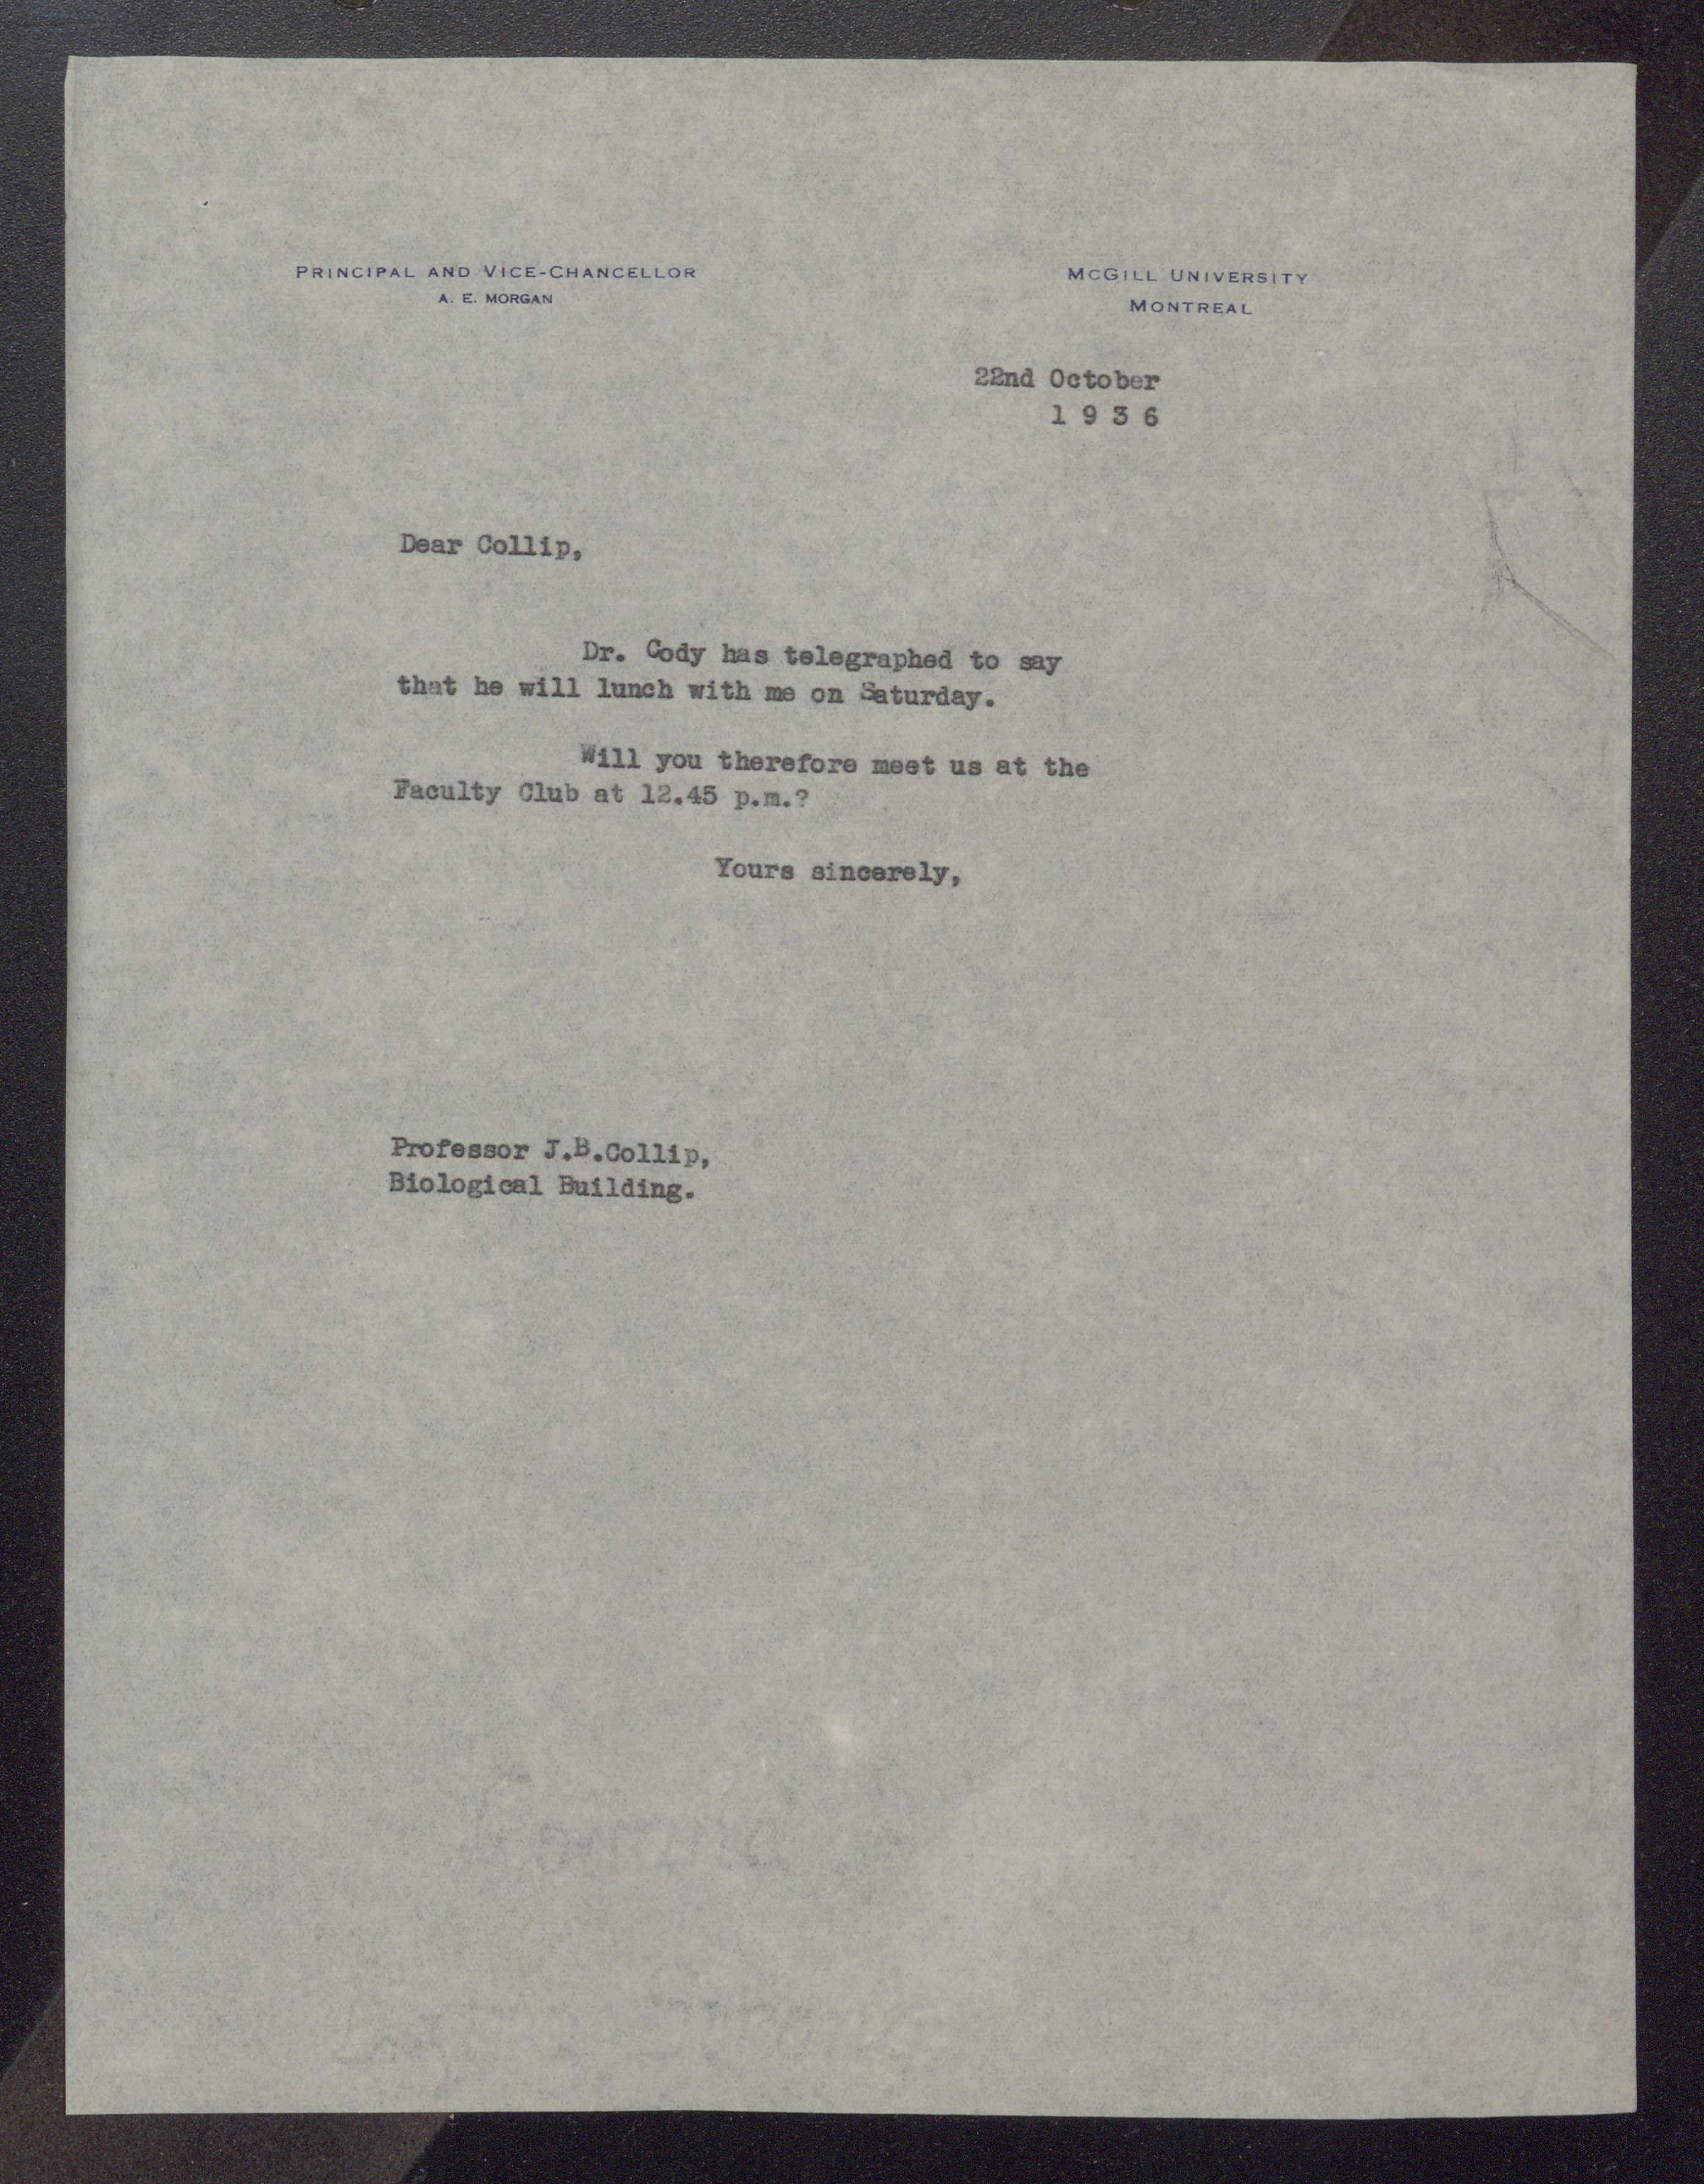 PRINCIPAL AND VICE-CHANCELLOR
A. E. MORGAN
MCGILL UNIVERSITY
MONTREAL
22nd October
1 9 3 6
Dear Collip,
Dr. Cody has telegraphed to say
that he will lunch with me on Saturday.
Will you therefore meet us at the
Faculty Club at 12.45 p.m.?
Yours sincerely,
Professor J.B.Collip,
Biological Building.